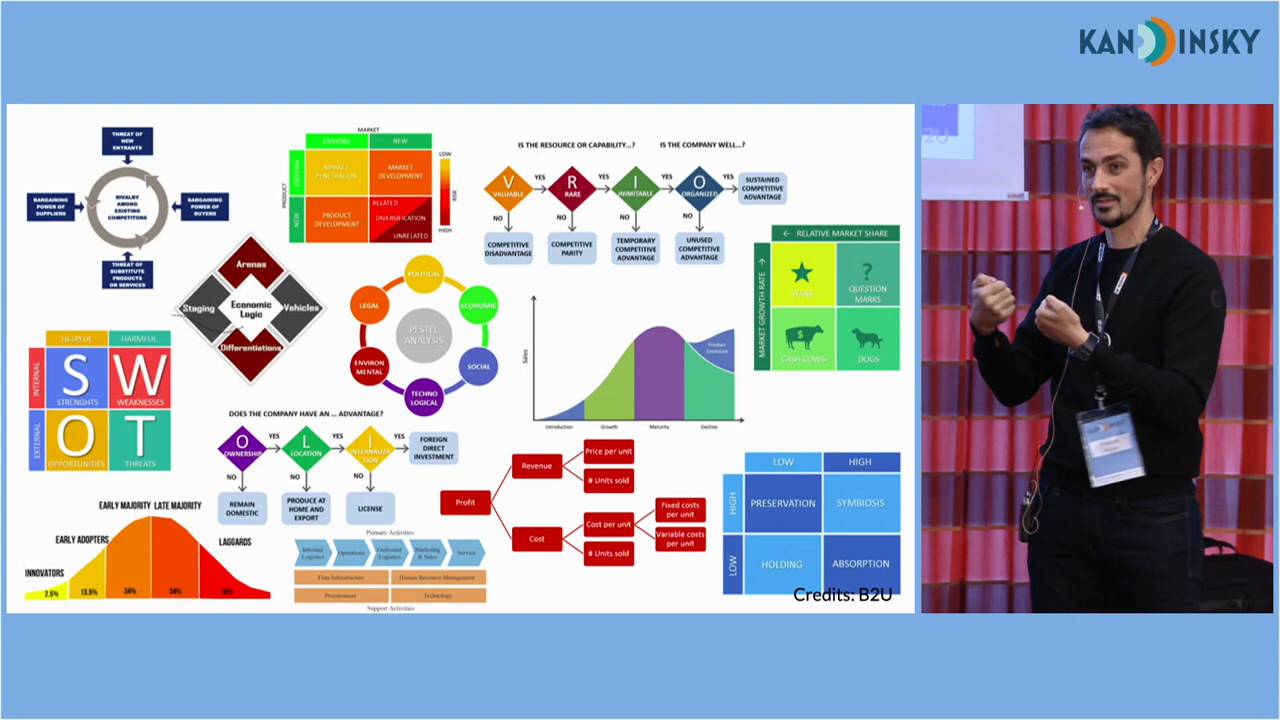 KANDINSKY
THREAT OF
NEW
ENTRANTS
BARGAINING
POWER OF
SUPPLIERS
RIVALRY
AMONG
EXISTING
COMPETITORS
BARGAINING
POWER OF
BUYERS
THREAT OF
SUBSTITUTE
PRODUCTS
OR SERVICES
MARKET
EXISTING
NEW
PRODUCT
EXISTING
NEW
MARKET
PENETRATION
MARKET
DEVELOPMENT
PRODUCT
DEVELOPMENT
RELATED
DIVERSIFICATION
UNRELATED
LOW
RISK
HIGH
IS THE RESOURCE OR CAPABILITY...?
IS THE COMPANY WELL...?
V
VALUABLE
YES
R
RARE
YES
I
INIMITABLE
YES
O
ORGANIZED
YES
SUSTAINED
COMPETITIVE
ADVANTAGE
NO
NO
NO
NO
COMPETITIVE
DISADVANTAGE
COMPETITIVE
PARITY
TEMPORARY
COMPETITIVE
ADVANTAGE
UNUSED
COMPETITIVE
ADVANTAGE
Arenas
Staging
Economic
Logic
Vehicles
Differentiations
POLITICAL
LEGAL
ECONOMIC
PESTEL
ANALYSIS
ENVIRON
MENTAL
SOCIAL
TECHNO
LOGICAL
Sales
Product
Extension
Introduction
Growth
Maturity
Decline
← RELATIVE MARKET SHARE
MARKET GROWTH RATE →
STARS
?
QUESTION
MARKS
$
CASH COWS
DOGS
HELPFUL
HARMFUL
INTERNAL
EXTERNAL
S
STRENGHTS
W
WEAKNESSES
O
OPPORTUNITIES
T
THREATS
DOES THE COMPANY HAVE AN ... ADVANTAGE?
O
OWNERSHIP
YES
L
LOCATION
YES
I
INTERNALIZA
TION
YES
FOREIGN
DIRECT
INVESTMENT
NO
NO
NO
REMAIN
DOMESTIC
PRODUCE AT
HOME AND
EXPORT
LICENSE
Profit
Revenue
Price per unit
# Units sold
Cost
Cost per unit
# Units sold
Fixed costs
per unit
Variable costs
per unit
LOW
HIGH
HIGH
LOW
PRESERVATION
SYMBIOSIS
HOLDING
ABSORPTION
Credits: B2U
INNOVATORS
EARLY ADOPTERS
EARLY MAJORITY
LATE MAJORITY
LAGGARDS
2.5%
13.5%
34%
34%
16%
Primary Activities
Inbound
Logistics
Operations
Outbound
Logistics
Marketing
& Sales
Service
Firm Infrastructure
Human Resource Management
Procurement
Technology
Support Activities